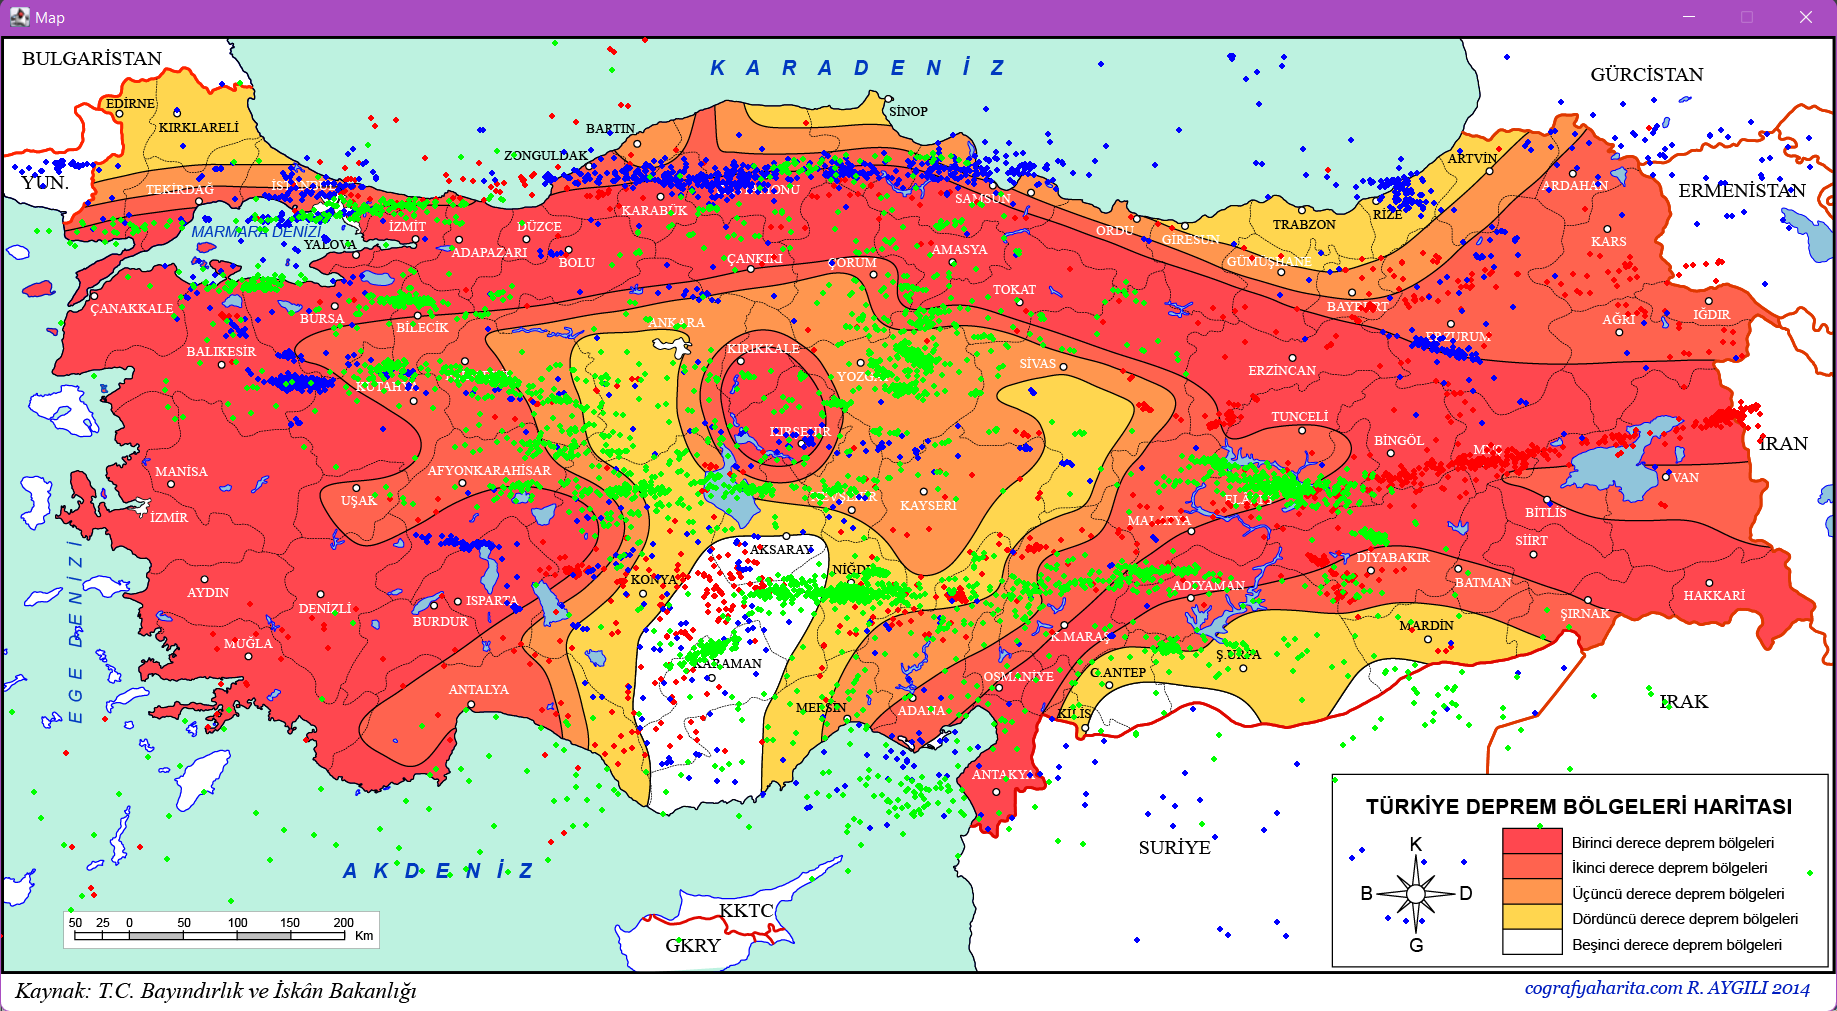 Map
BULGARİSTAN
KARADENİZ
GÜRCİSTAN
EDİRNE
KIRKLARELİ
SİNOP
BARTIN
ZONGULDAK
ARTVİN
YUN.
TEKİRDAĞ
ARDAHAN
ERMENİSTAN
KARABÜK
SAMSUN
RİZE
MARMARA DENİZİ
İZMİT
DÜZCE
ORDU
GİRESUN
TRABZON
KARS
YALOVA
ADAPAZARI
BOLU
ÇANKIRI
ÇORUM
AMASYA
GÜMÜŞHANE
ÇANAKKALE
BURSA
BİLECİK
TOKAT
BAYBURT
AĞRI
IĞDIR
ANKARA
ERZURUM
BALIKESİR
KIRIKKALE
SİVAS
ERZİNCAN
KÜTAHYA
YOZGAT
TUNCELİ
KIRŞEHİR
BİNGÖL
MUŞ
İRAN
MANİSA
AFYONKARAHİSAR
VAN
UŞAK
KAYSERİ
İZMİR
MALATYA
BİTLİS
EGE DENİZİ
AKSARAY
SİİRT
DİYABAKIR
NİĞDE
KONYA
BATMAN
AYDIN
DENİZLİ
ISPARTA
ADIYAMAN
HAKKARİ
BURDUR
ŞIRNAK
MUĞLA
K.MARAŞ
MARDİN
KARAMAN
Ş.URFA
ANTALYA
OSMANİYE
G.ANTEP
MERSİN
ADANA
KİLİS
IRAK
ANTAKYA
SURİYE
AKDENİZ
KKTC
GKRY
50 25 0 50 100 150 200
Km
TÜRKİYE DEPREM BÖLGELERİ HARİTASI
K
B
D
G
Birinci derece deprem bölgeleri
İkinci derece deprem bölgeleri
Üçüncü derece deprem bölgeleri
Dördüncü derece deprem bölgeleri
Beşinci derece deprem bölgeleri
Kaynak: T.C. Bayındırlık ve İskân Bakanlığı
cografyaharita.com R. AYGILI 2014